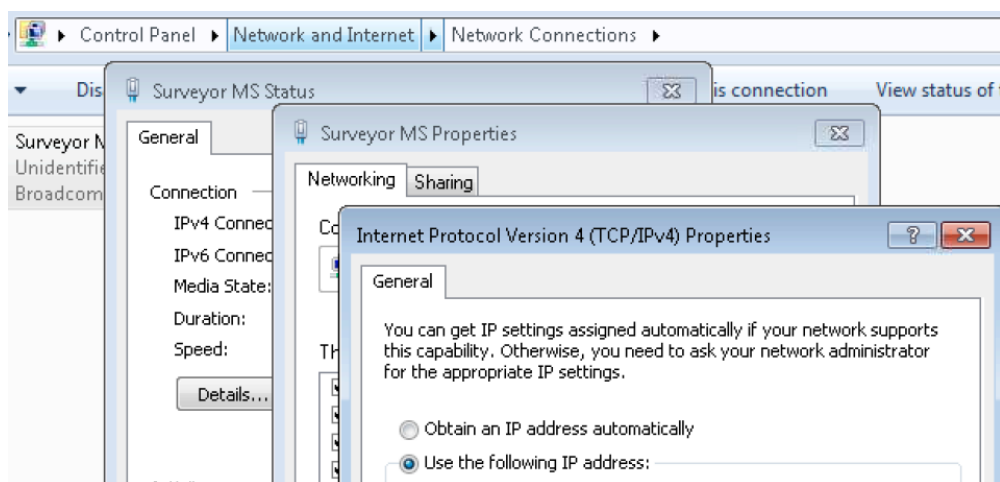 Control Panel Network and Internet Network Connections
Dis is connection View status of
Surveyor MS Status
Surveyor MS Properties
Surveyor M
Unidentifie
Broadcom
General
Networking Sharing
Connection
IPv4 Connec
IPv6 Connec
Media State:
Duration:
Speed:
Details...
Co
Th
Internet Protocol Version 4 (TCP/IPv4) Properties
General
You can get IP settings assigned automatically if your network supports
this capability. Otherwise, you need to ask your network administrator
for the appropriate IP settings.
Obtain an IP address automatically
Use the following IP address: